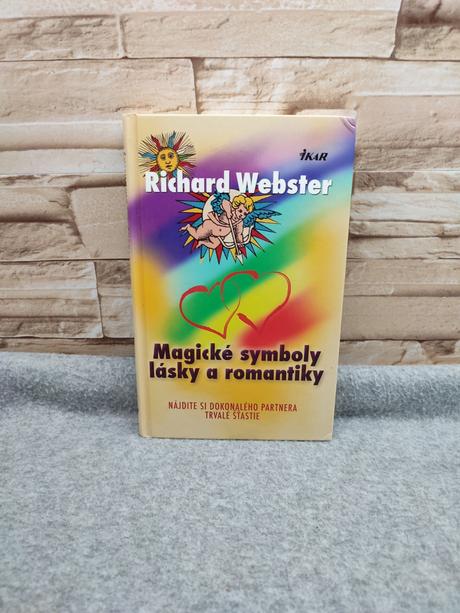 iKAR
Richard Webster
Magické symboly
lásky a romantiky
NÁJDITE SI DOKONALÉHO PARTNERA
TRVALÉ ŠŤASTIE